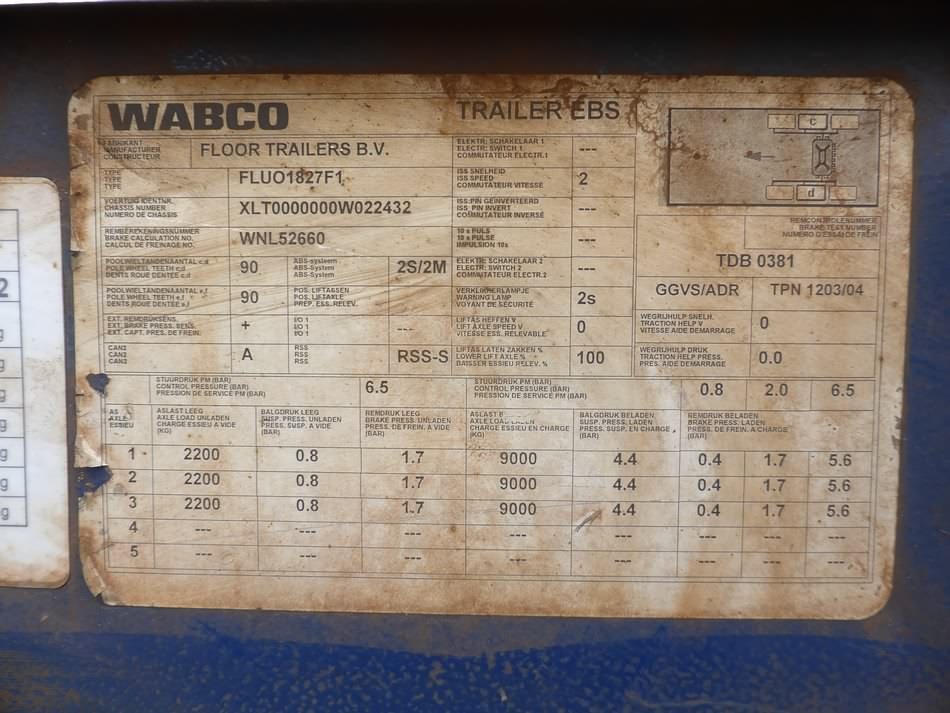 WABCO
TRAILER EBS
FABRIKANT
MANUFACTURER
CONSTRUCTEUR
FLOOR TRAILERS B.V.
TYPE
TYPE
TYPE
FLUO1827F1
VOERTUIG IDENTNR.
CHASSIS NUMBER
NUMERO DE CHASSIS
XLT0000000W022432
REMBEREKENINGSNUMMER
BRAKE CALCULATION NO.
CALCUL DE FREINAGE NO.
WNL52660
POOLWIELTANDENAANTAL c.d
POLE WHEEL TEETH c.d
DENTS ROUE DENTEE c.d
90
ABS-systeem
ABS-System
ABS-System
2S/2M
POOLWIELTANDENAANTAL e.f
POLE WHEEL TEETH e.f
DENTS ROUE DENTEE e.f
90
POS. LIFTASSEN
POS. LIFTAXLE
PREP. ESS.RELEV.
EXT. REMDRUKSENS.
EXT. BRAKE PRESS. SENS.
EXT. CAPT. PRES. DE FREIN.
+
I/O 1
I/O 1
I/O 1
---
CAN2
CAN2
CAN2
A
RSS
RSS
RSS
RSS-S
ELEKTR. SCHAKELAAR 1
ELECTR. SWITCH 1
COMMUTATEUR ELECTR.1
---
ISS SNELHEID
ISS SPEED
COMMUTATEUR VITESSE
2
ISS:PIN GEINVERTEERD
ISS_PIN INVERT
COMMUTATEUR INVERSÉ
---
10 s PULS
10 s PULSE
IMPULSION 10s
---
ELEKTR. SCHAKELAAR 2
ELECTR. SWITCH 2
COMMUTATEUR ELECTR.2
---
VERKLIKKERLAMPJE
WARNING LAMP
VOYANT DE SÉCURITÉ
2s
LIFTAS HEFFEN V
LIFT AXLE SPEED V
VITESSE ESS. RELEVABLE
0
LIFTAS LATEN ZAKKEN %
LOWER LIFT AXLE %
BAISSER ESSIEU RELEV. %
100
c
d
REMCONTROLENUMMER
BRAKE TEST NUMBER
NUMERO D'ESSAI DE FREIN
TDB 0381
GGVS/ADR
TPN 1203/04
WEGRIJHULP SNELH.
TRACTION HELP V
VITESSE AIDE DEMARRAGE
0
WEGRIJHULP DRUK
TRACTION HELP PRESS.
PRES. AIDE DEMARRAGE
0.0
STUURDRUK PM (BAR)
CONTROL PRESSURE (BAR)
PRESSION DE SERVICE PM (BAR)
6.5
STUURDRUK PM (BAR)
CONTROL PRESSURE (BAR)
PRESSION DE SERVICE PM (BAR)
0.8 2.0 6.5
AS
AXLE
ESSIEU
ASLAST LEEG
AXLE LOAD UNLADEN
CHARGE ESSIEU A VIDE
(KG)
BALGDRUK LEEG
SUSP. PRESS. UNLADEN
PRESS. SUSP. A VIDE
(BAR)
REMDRUK LEEG
BRAKE PRESS. UNLADEN
PRESS. DE FREIN. A VIDE
(BAR)
ASLAST B
AXLE LOAD LADEN
CHARGE ESSIEU EN CHARGE
(KG)
BALGDRUK BELADEN
SUSP. PRESS. LADEN
PRESS. SUSP. EN CHARGE
(BAR)
REMDRUK BELADEN
BRAKE PRESS. LADEN
PRESS. DE FREIN. A CHARGE
(BAR)
1 2200 0.8 1.7 9000 4.4 0.4 1.7 5.6
2 2200 0.8 1.7 9000 4.4 0.4 1.7 5.6
3 2200 0.8 1.7 9000 4.4 0.4 1.7 5.6
4 --- --- --- --- --- --- --- ---
5 --- --- --- --- --- --- --- ---
2
g
g
g
g
g
g
g